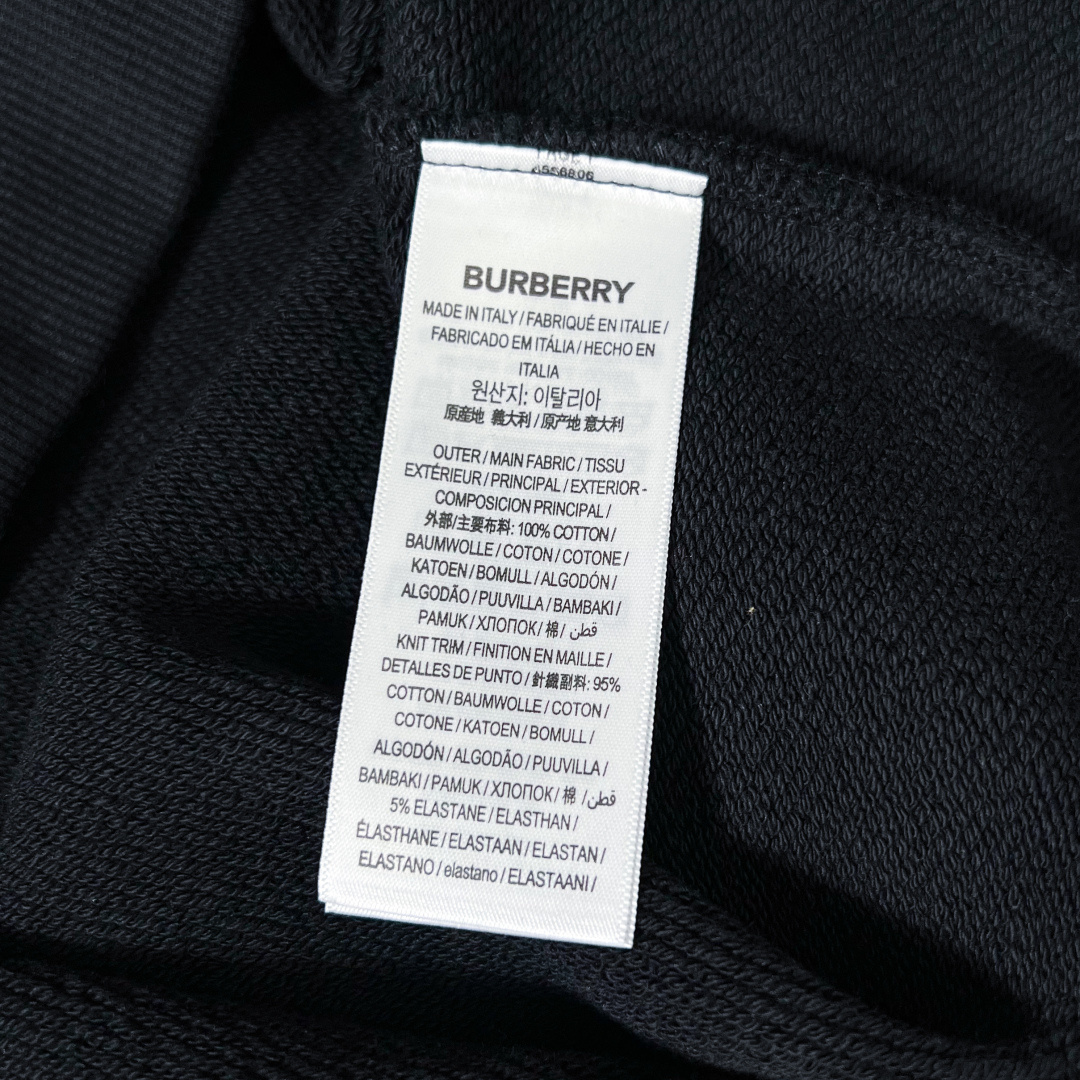 BURBERRY
MADE IN ITALY / FABRIQUÉ EN ITALIE /
FABRICADO EM ITÁLIA / HECHO EN
ITALIA
원산지: 이탈리아
原産地 義大利 / 原产地 意大利
OUTER / MAIN FABRIC / TISSU
EXTÉRIEUR / PRINCIPAL / EXTERIOR -
COMPOSICION PRINCIPAL /
外部/主要布料: 100% COTTON /
BAUMWOLLE / COTON / COTONE /
KATOEN / BOMULL / ALGODÓN /
ALGODÃO / PUUVILLA / BAMBAKI /
PAMUK / ХЛОПОК / 棉 / قطن
KNIT TRIM / FINITION EN MAILLE /
DETALLES DE PUNTO / 針織副料: 95%
COTTON / BAUMWOLLE / COTON /
COTONE / KATOEN / BOMULL /
ALGODÓN / ALGODÃO / PUUVILLA /
BAMBAKI / PAMUK / ХЛОПОК / 棉 / قطن
5% ELASTANE / ELASTHAN /
ÉLASTHANE / ELASTAAN / ELASTAN /
ELASTANO / elastano / ELASTAANI /